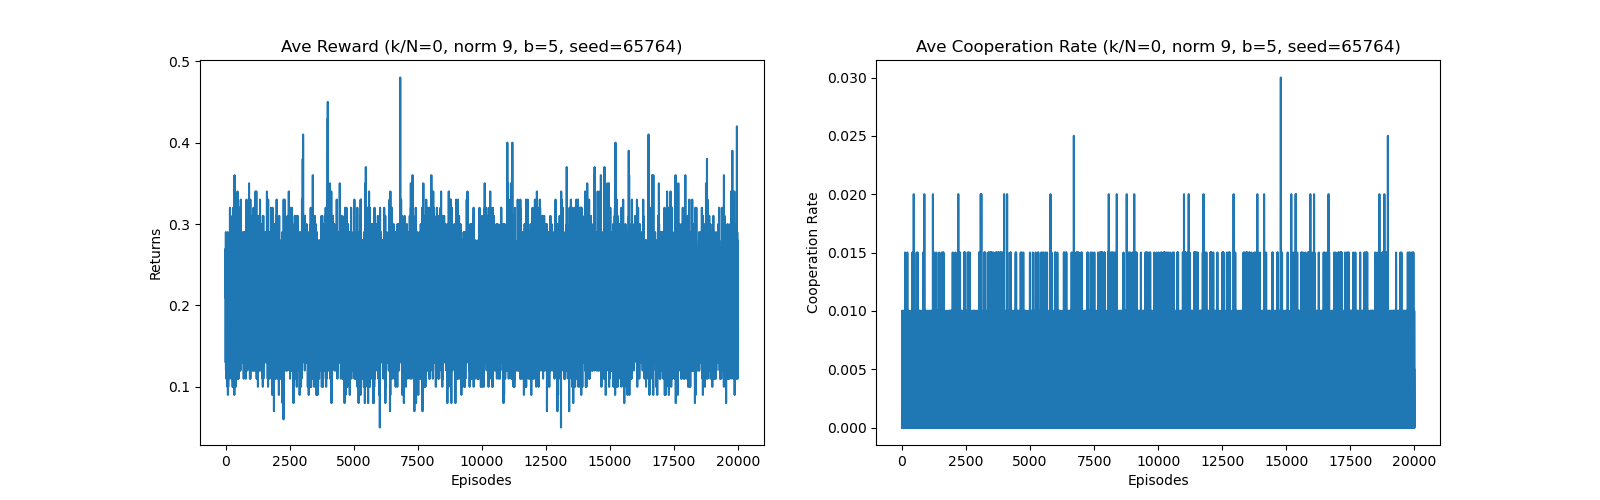 Ave Reward (k/N=0, norm 9, b=5, seed=65764)
0.5
0.4
0.3
0.2
0.1
Returns
0 2500 5000 7500 10000 12500 15000 17500 20000
Episodes
Ave Cooperation Rate (k/N=0, norm 9, b=5, seed=65764)
0.030
0.025
0.020
0.015
0.010
0.005
0.000
Cooperation Rate
0 2500 5000 7500 10000 12500 15000 17500 20000
Episodes